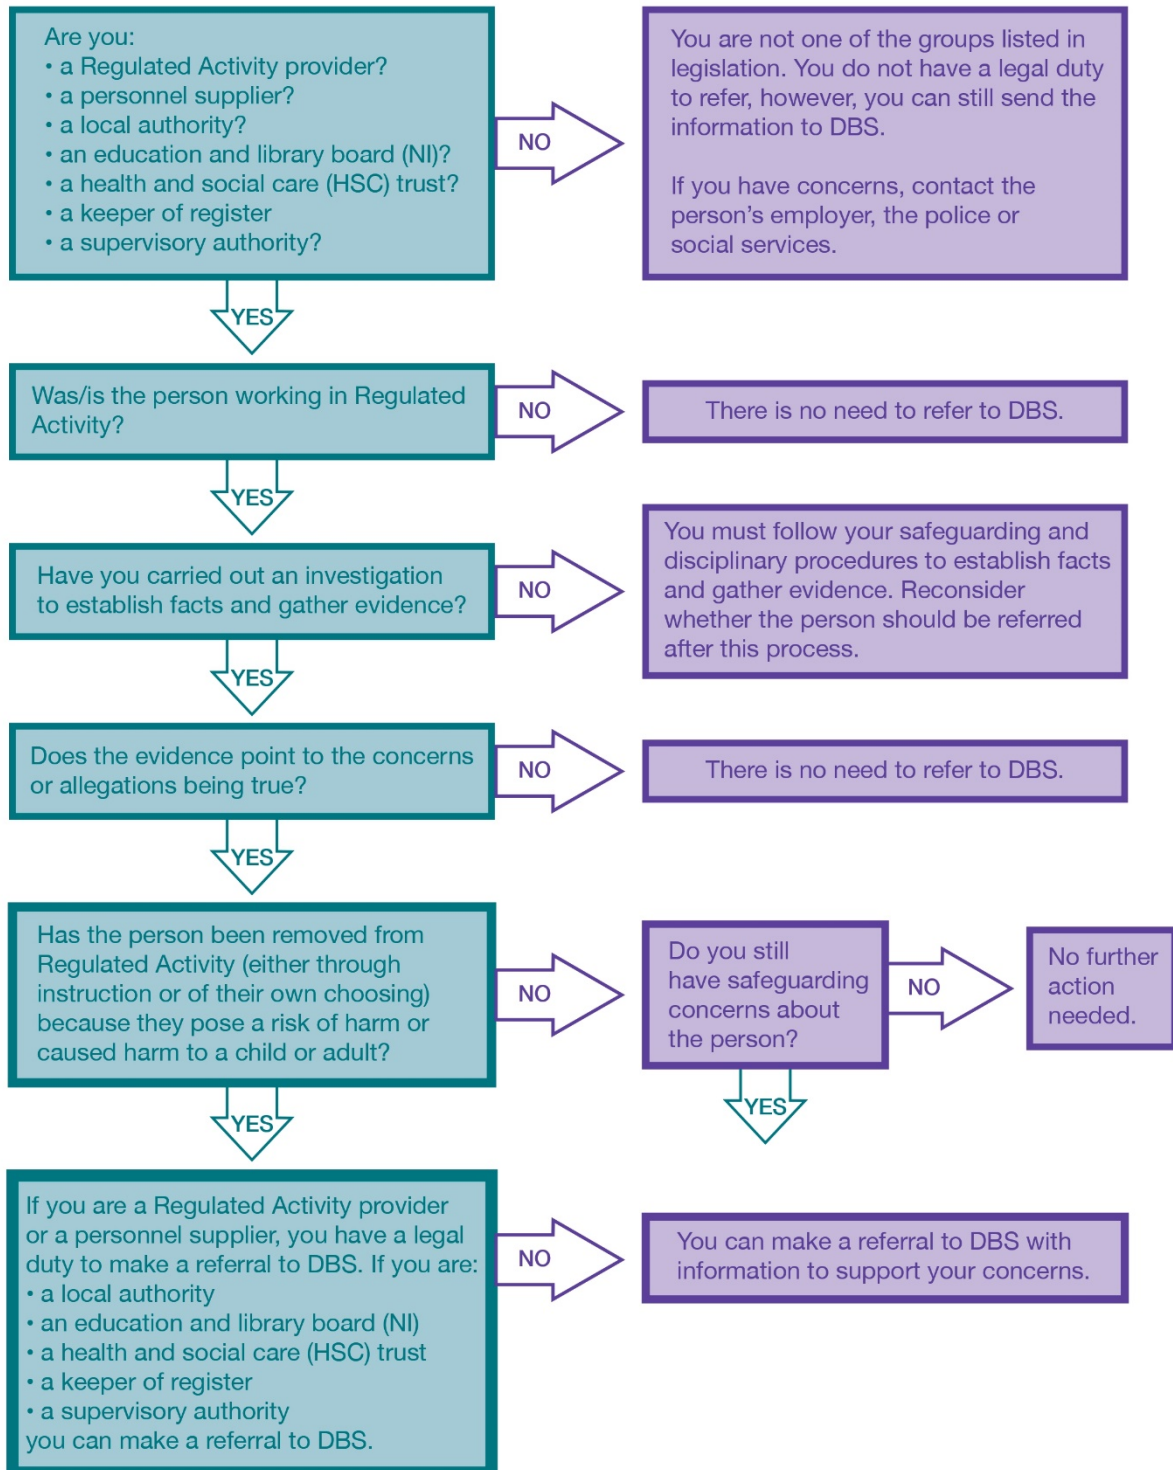 Are you:
• a Regulated Activity provider?
• a personnel supplier?
• a local authority?
• an education and library board (NI)?
• a health and social care (HSC) trust?
• a keeper of register
• a supervisory authority?
NO
You are not one of the groups listed in
legislation. You do not have a legal duty
to refer, however, you can still send the
information to DBS.
If you have concerns, contact the
person's employer, the police or
social services.
YES
Was/is the person working in Regulated
Activity?
NO
There is no need to refer to DBS.
YES
Have you carried out an investigation
to establish facts and gather evidence?
NO
You must follow your safeguarding and
disciplinary procedures to establish facts
and gather evidence. Reconsider
whether the person should be referred
after this process.
YES
Does the evidence point to the concerns
or allegations being true?
NO
There is no need to refer to DBS.
YES
Has the person been removed from
Regulated Activity (either through
instruction or of their own choosing)
because they pose a risk of harm or
caused harm to a child or adult?
NO
Do you still
have safeguarding
concerns about
the person?
NO
No further
action
needed.
YES
YES
If you are a Regulated Activity provider
or a personnel supplier, you have a legal
duty to make a referral to DBS. If you are:
• a local authority
• an education and library board (NI)
• a health and social care (HSC) trust
• a keeper of register
• a supervisory authority
you can make a referral to DBS.
NO
You can make a referral to DBS with
information to support your concerns.